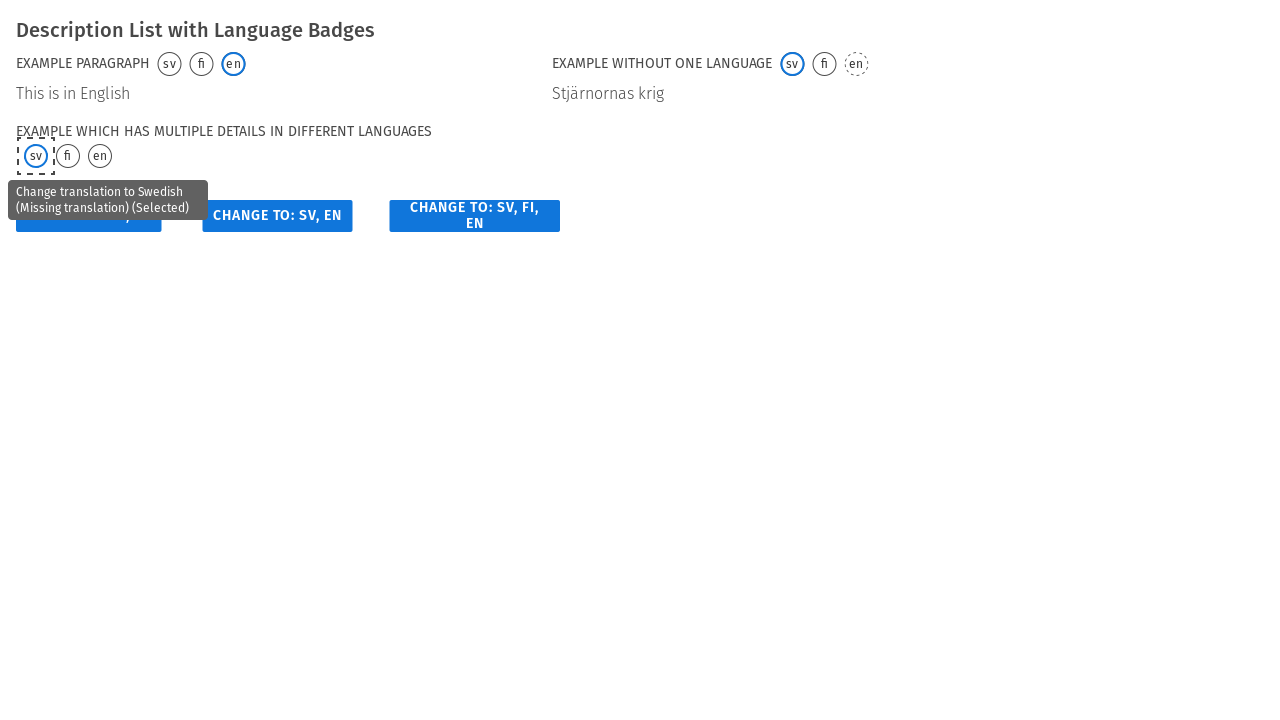 Description List with Language Badges
EXAMPLE PARAGRAPH sv fi en
This is in English
EXAMPLE WITHOUT ONE LANGUAGE sv fi en
Stjärnornas krig
EXAMPLE WHICH HAS MULTIPLE DETAILS IN DIFFERENT LANGUAGES
sv fi en
Change translation to Swedish
(Missing translation) (Selected)
CHANGE TO: SV, EN
CHANGE TO: SV, FI,
EN